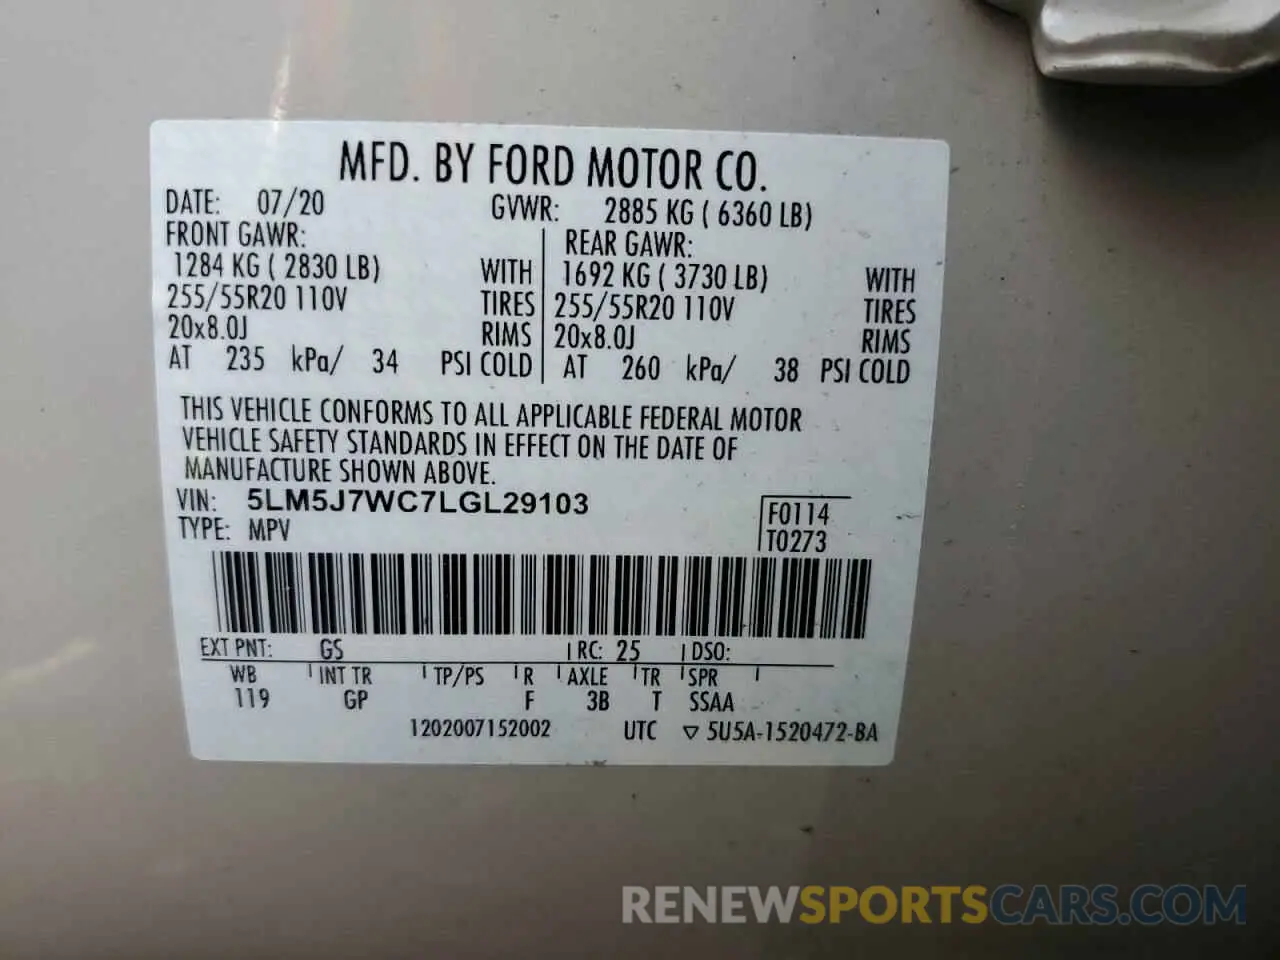 MFD. BY FORD MOTOR CO.
DATE: 07/20 GVWR: 2885 KG ( 6360 LB)
FRONT GAWR: REAR GAWR:
1284 KG ( 2830 LB) WITH 1692 KG ( 3730 LB) WITH
255/55R20 110V TIRES 255/55R20 110V TIRES
20x8.0J RIMS 20x8.0J RIMS
AT 235 kPa/ 34 PSI COLD AT 260 kPa/ 38 PSI COLD
THIS VEHICLE CONFORMS TO ALL APPLICABLE FEDERAL MOTOR
VEHICLE SAFETY STANDARDS IN EFFECT ON THE DATE OF
MANUFACTURE SHOWN ABOVE.
VIN: 5LM5J7WC7LGL29103 F0114
TYPE: MPV T0273
EXT PNT: GS RC: 25 DSO:
WB INT TR TP/PS R AXLE TR SPR
119 GP F 3B T SSAA
1202007152002 UTC ▽ 5U5A-1520472-BA
RENEWSPORTSCARS.COM